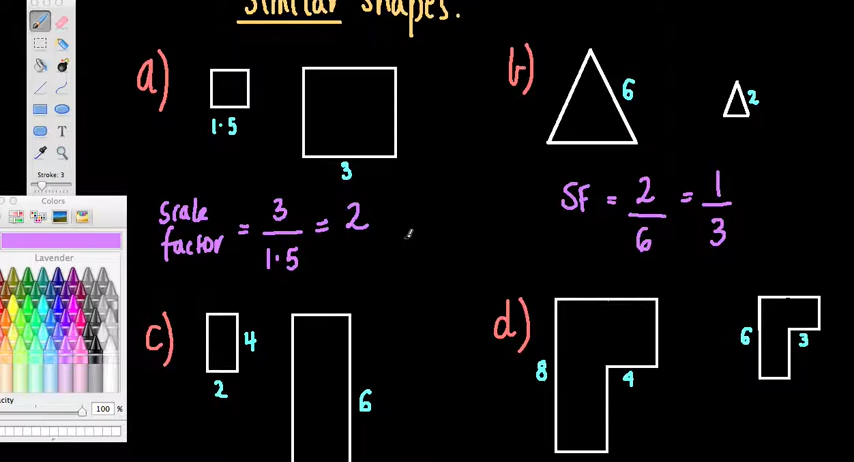 similar shapes.
a)
1.5
3
scale factor = 3/1.5 = 2
b)
6
2
SF = 2/6 = 1/3
c)
4
2
6
d)
8
4
6
3
T
Stroke: 3
Colors
Lavender
acity
100 %